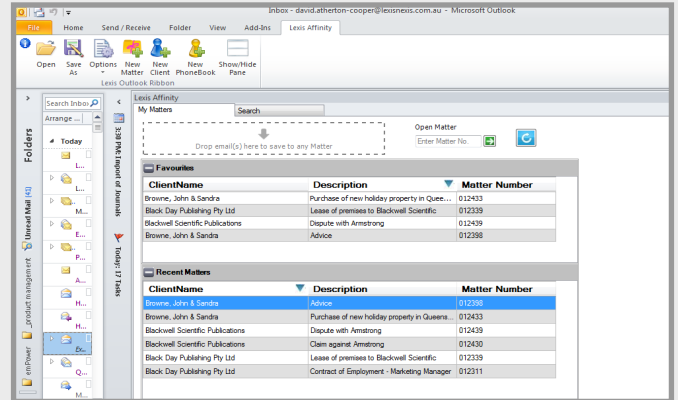 Inbox - david.atherton-cooper@lexisnexis.com.au - Microsoft Outlook
File Home Send / Receive Folder View Add-Ins Lexis Affinity
Open Save As Options New Matter New Client New PhoneBook Show/Hide Pane
Lexis Outlook Ribbon
Lexis Affinity
My Matters Search
Search Inbox
Arrange ...
Today
L...
L...
M...
E...
P...
A...
H...
H...
Ex...
Q...
M...
Folders
Unread Mail (41)
_product management
emPower
3:30 PM: Import of Journals
Today: 17 Tasks
Drop email(s) here to save to any Matter
Open Matter
Enter Matter No.
Favourites
ClientName Description Matter Number
Browne, John & Sandra Purchase of new holiday property in Quee... 012433
Black Day Publishing Pty Ltd Lease of premises to Blackwell Scientific 012339
Blackwell Scientific Publications Dispute with Armstrong 012439
Browne, John & Sandra Advice 012398
Recent Matters
ClientName Description Matter Number
Browne, John & Sandra Advice 012398
Browne, John & Sandra Purchase of new holiday property in Queens... 012433
Blackwell Scientific Publications Dispute with Armstrong 012439
Blackwell Scientific Publications Claim against Armstrong 012430
Black Day Publishing Pty Ltd Lease of premises to Blackwell Scientific 012339
Black Day Publishing Pty Ltd Contract of Employment - Marketing Manager 012311